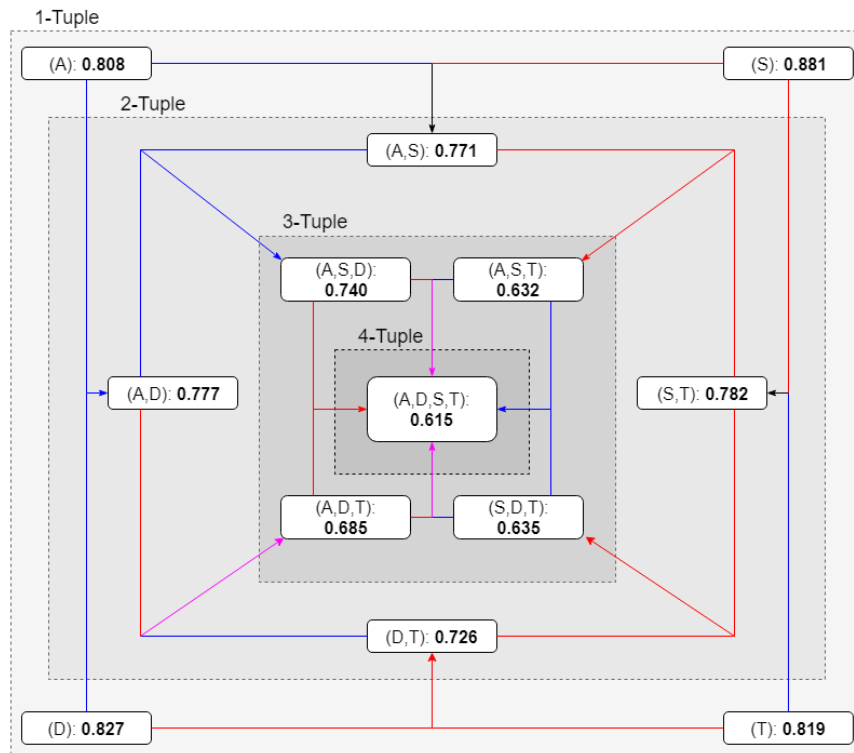 1-Tuple
(A): 0.808
(S): 0.881
2-Tuple
(A,S): 0.771
3-Tuple
(A,S,D):
0.740
(A,S,T):
0.632
4-Tuple
(A,D): 0.777
(A,D,S,T):
0.615
(S,T): 0.782
(A,D,T):
0.685
(S,D,T):
0.635
(D,T): 0.726
(D): 0.827
(T): 0.819